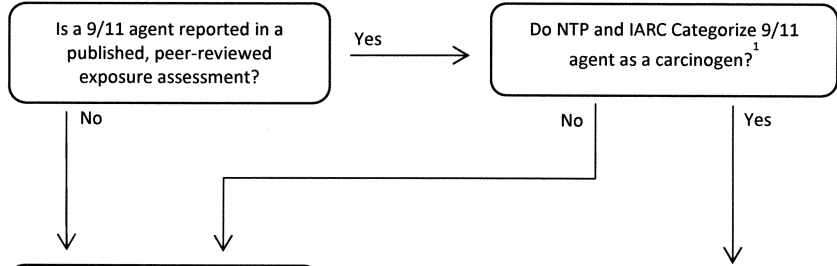 Is a 9/11 agent reported in a
published, peer-reviewed
exposure assessment?
Yes
Do NTP and IARC Categorize 9/11
agent as a carcinogen?1
No
No
Yes